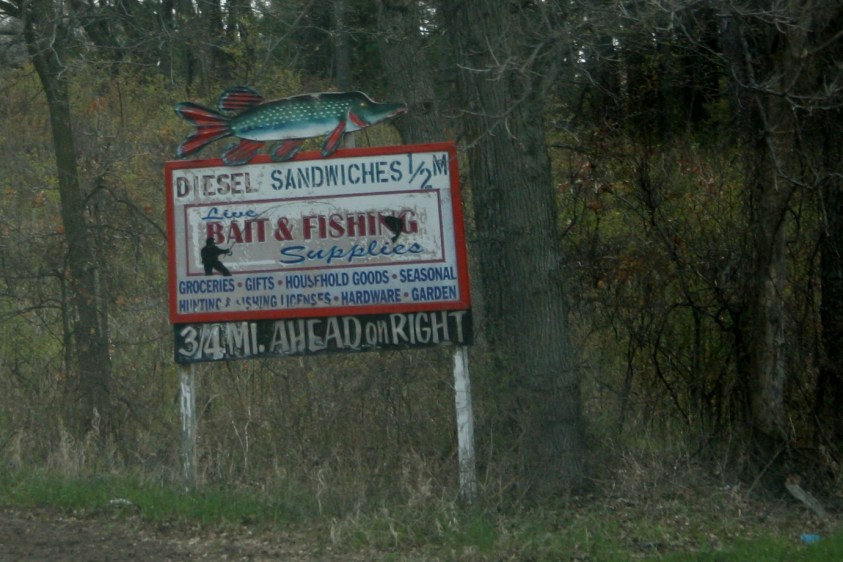 DIESEL SANDWICHES 1/2 M
Live
BAIT & FISHING
Supplies
GROCERIES • GIFTS • HOUSEHOLD GOODS • SEASONAL
HUNTING & FISHING LICENSES • HARDWARE • GARDEN
3/4 MI. AHEAD on RIGHT